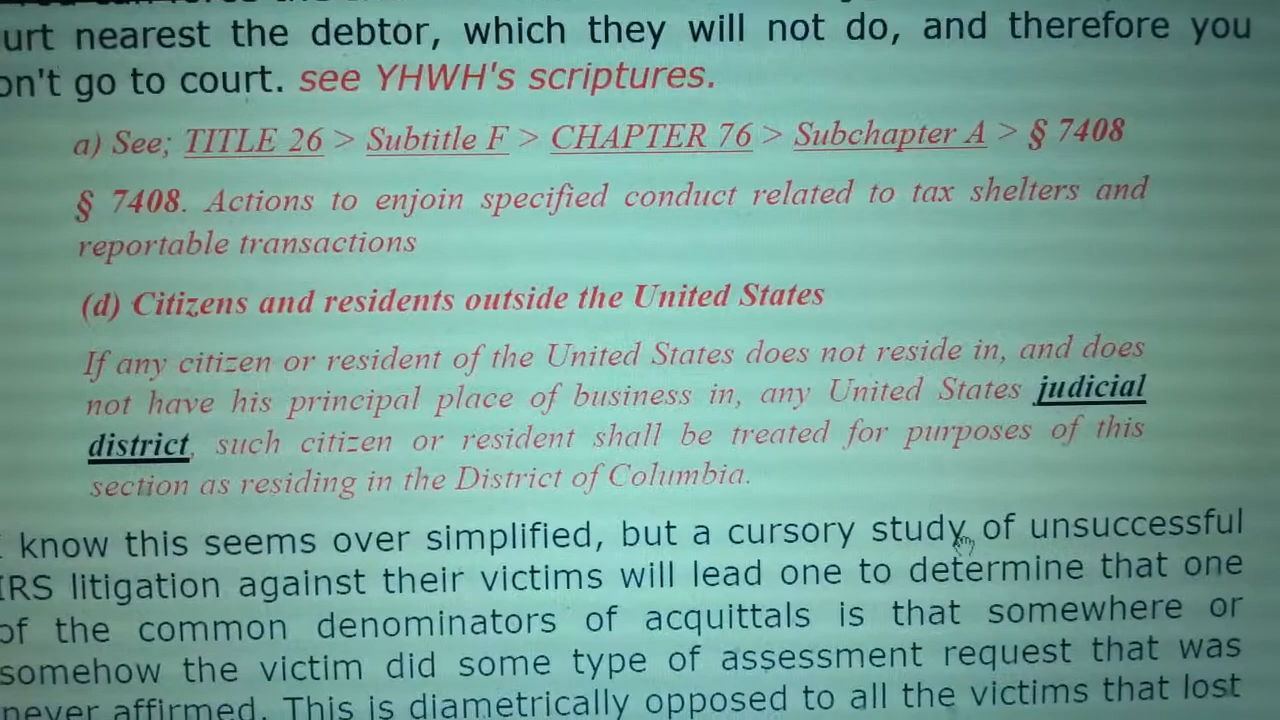 urt nearest the debtor, which they will not do, and therefore you
on't go to court. see YHWH's scriptures.
a) See; TITLE 26 > Subtitle F > CHAPTER 76 > Subchapter A > § 7408
§ 7408. Actions to enjoin specified conduct related to tax shelters and
reportable transactions
(d) Citizens and residents outside the United States
If any citizen or resident of the United States does not reside in, and does
not have his principal place of business in, any United States judicial
district, such citizen or resident shall be treated for purposes of this
section as residing in the District of Columbia.
know this seems over simplified, but a cursory study of unsuccessful
IRS litigation against their victims will lead one to determine that one
of the common denominators of acquittals is that somewhere or
somehow the victim did some type of assessment request that was
never affirmed. This is diametrically opposed to all the victims that lost